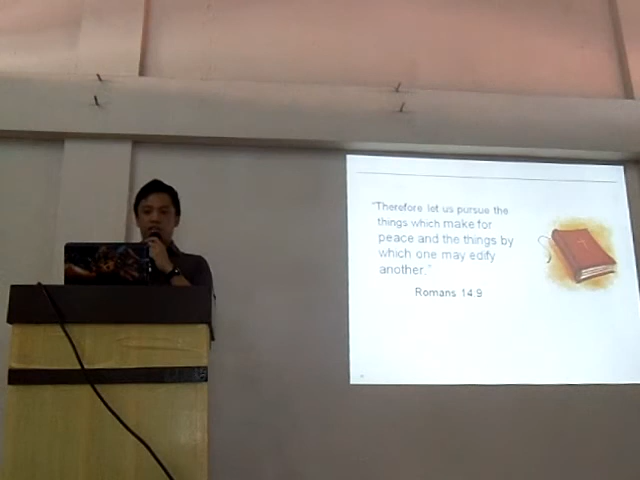 "Therefore let us pursue the
things which make for
peace and the things by
which one may edify
another."
Romans 14:9